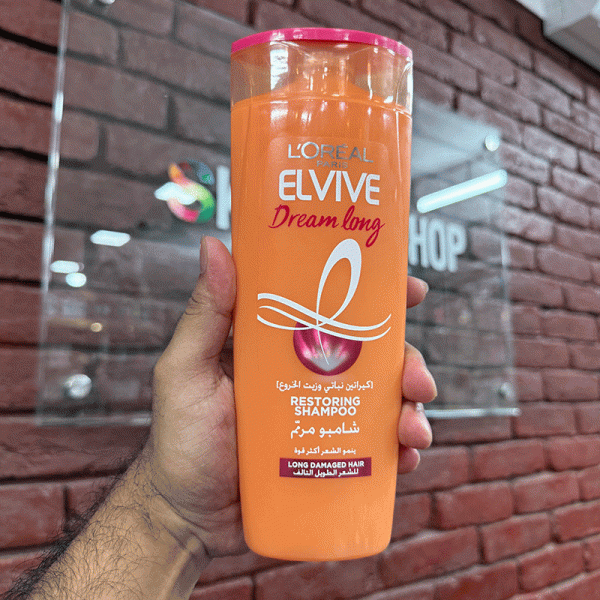 L'ORÉAL
PARIS
ELVIVE
Dream long
[كيراتين نباتي وزيت الخروع]
RESTORING
SHAMPOO
شامبو مرمّم
ينمو الشعر أكثر قوة
LONG DAMAGED HAIR
للشعر الطويل التالف
HOP